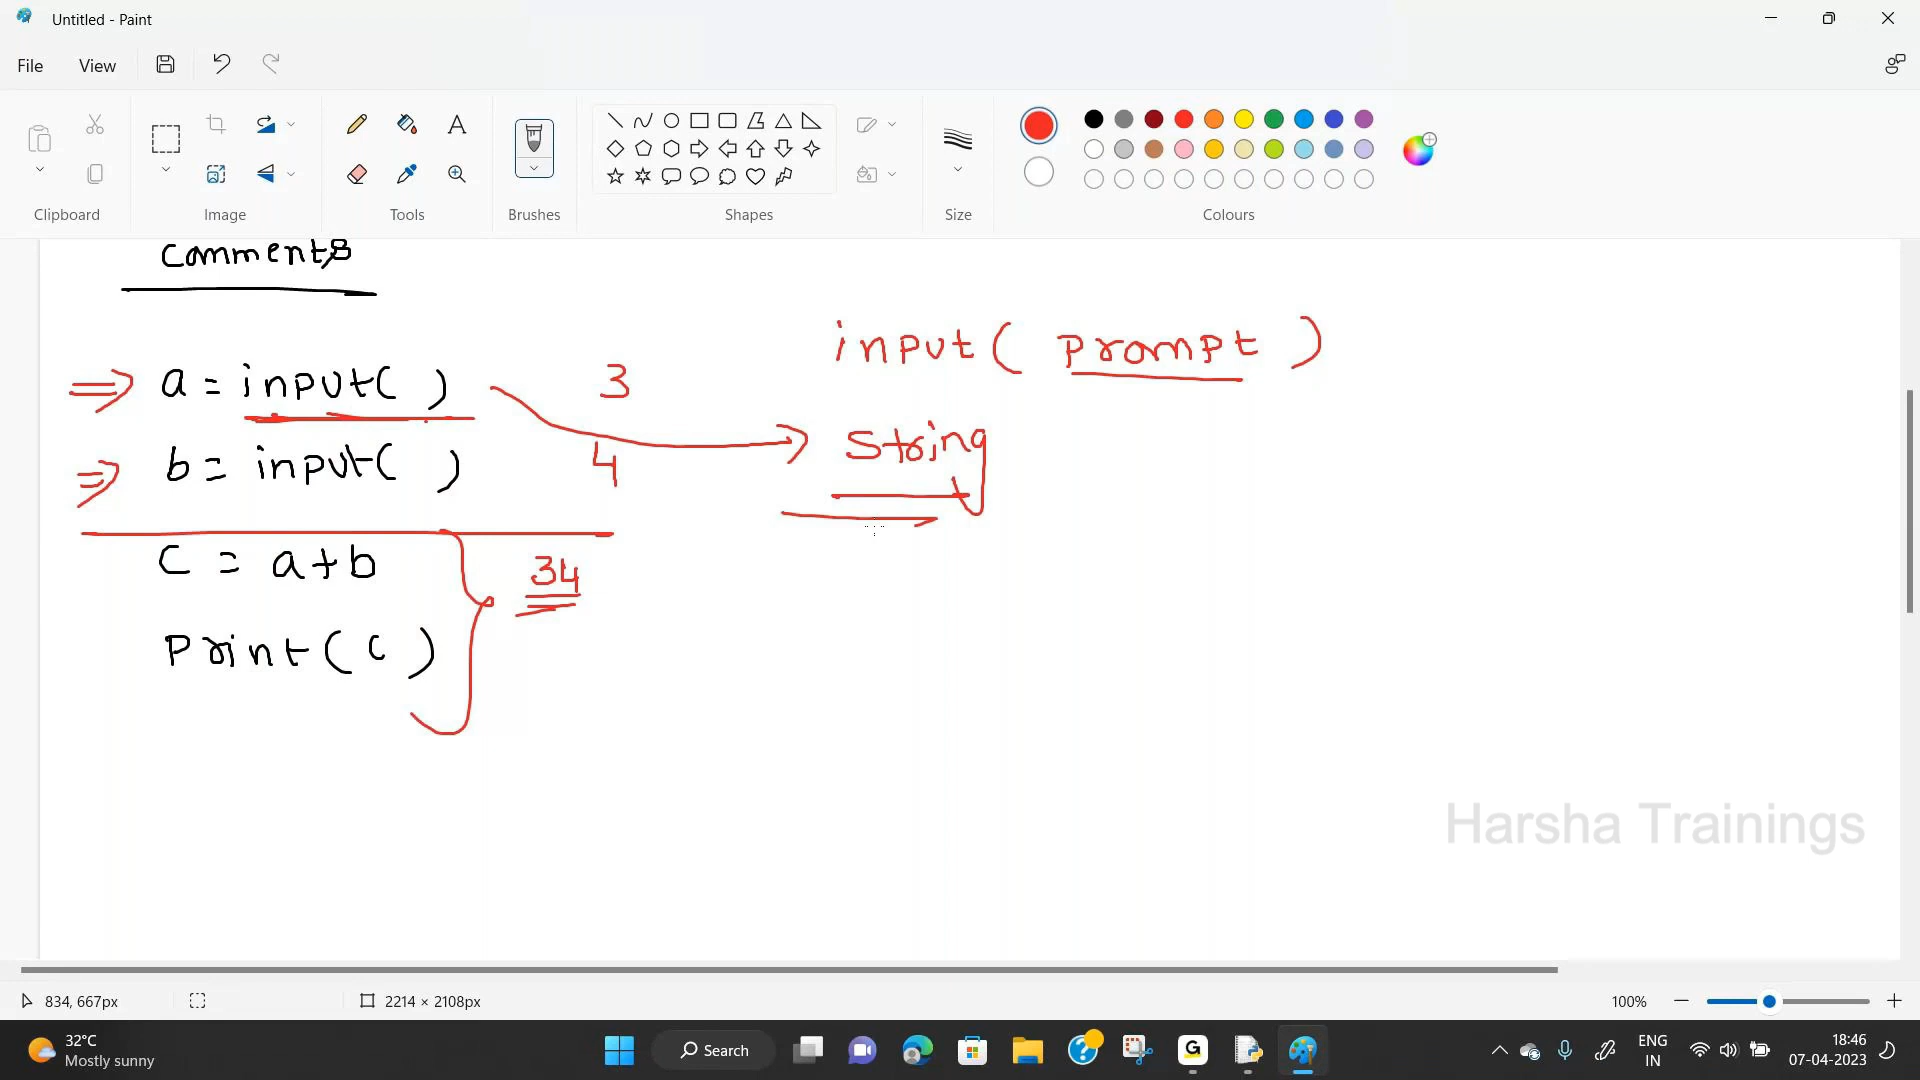 Untitled - Paint
File View
Clipboard Image Tools Brushes Shapes Size Colours
Comments
input( prompt )
a = input( ) 3
String
b = input( ) 4
C = a+b 34
Print( c )
Harsha Trainings
834, 667px 2214 × 2108px 100%
32°C
Mostly sunny
Search
ENG
IN
18:46
07-04-2023